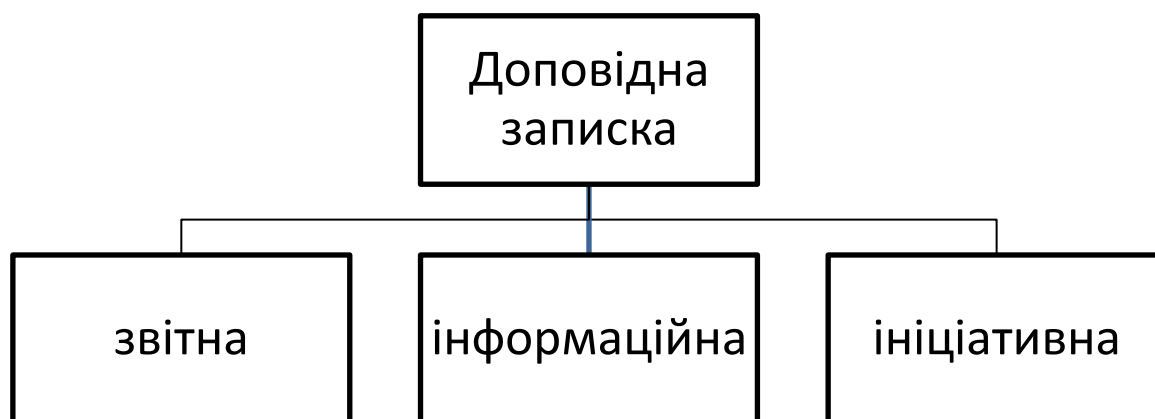 Доповідна
записка
звітна
інформаційна
ініціативна